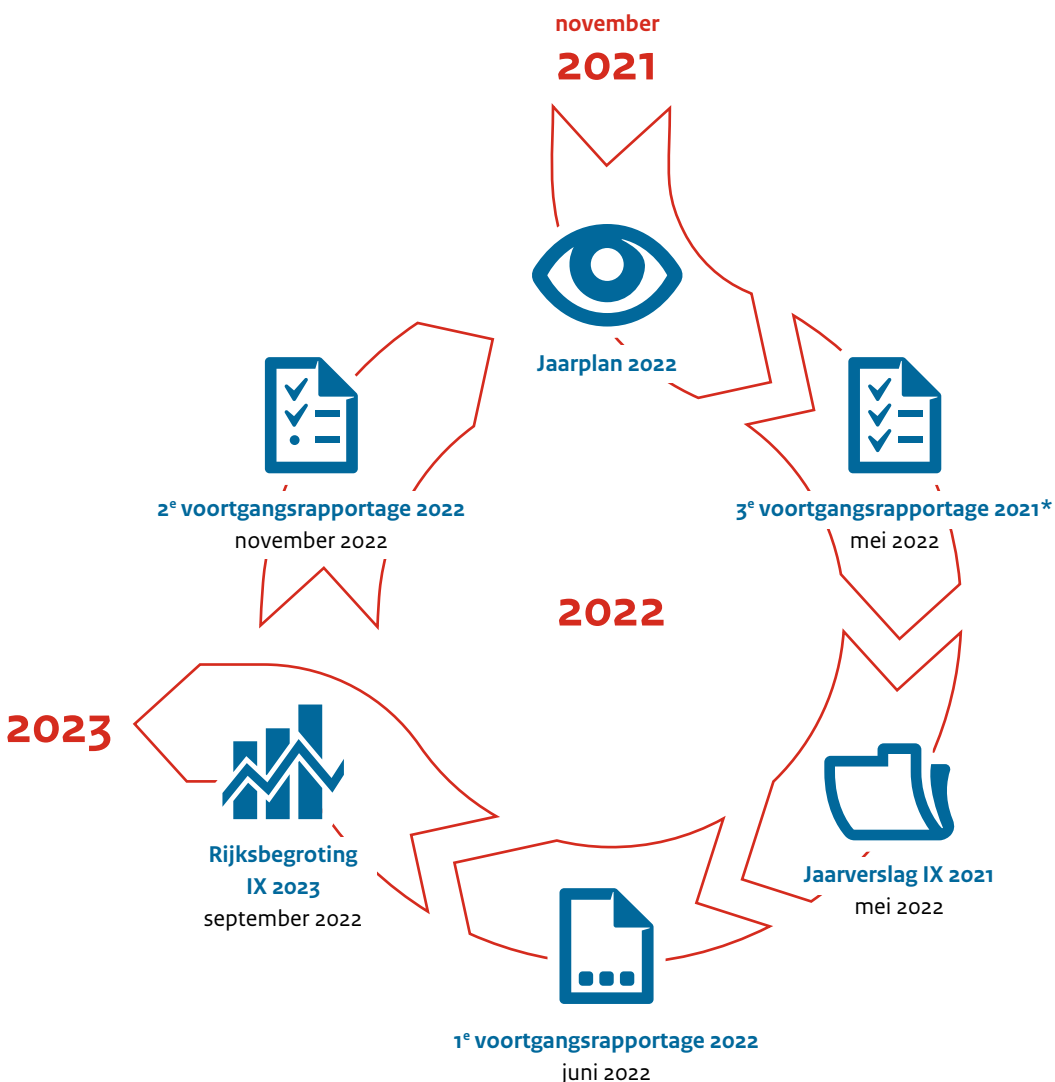 november
2021
Jaarplan 2022
3e voortgangsrapportage 2021*
mei 2022
Jaarverslag IX 2021
mei 2022
1e voortgangsrapportage 2022
juni 2022
Rijksbegroting
IX 2023
september 2022
2023
2e voortgangsrapportage 2022
november 2022
2022